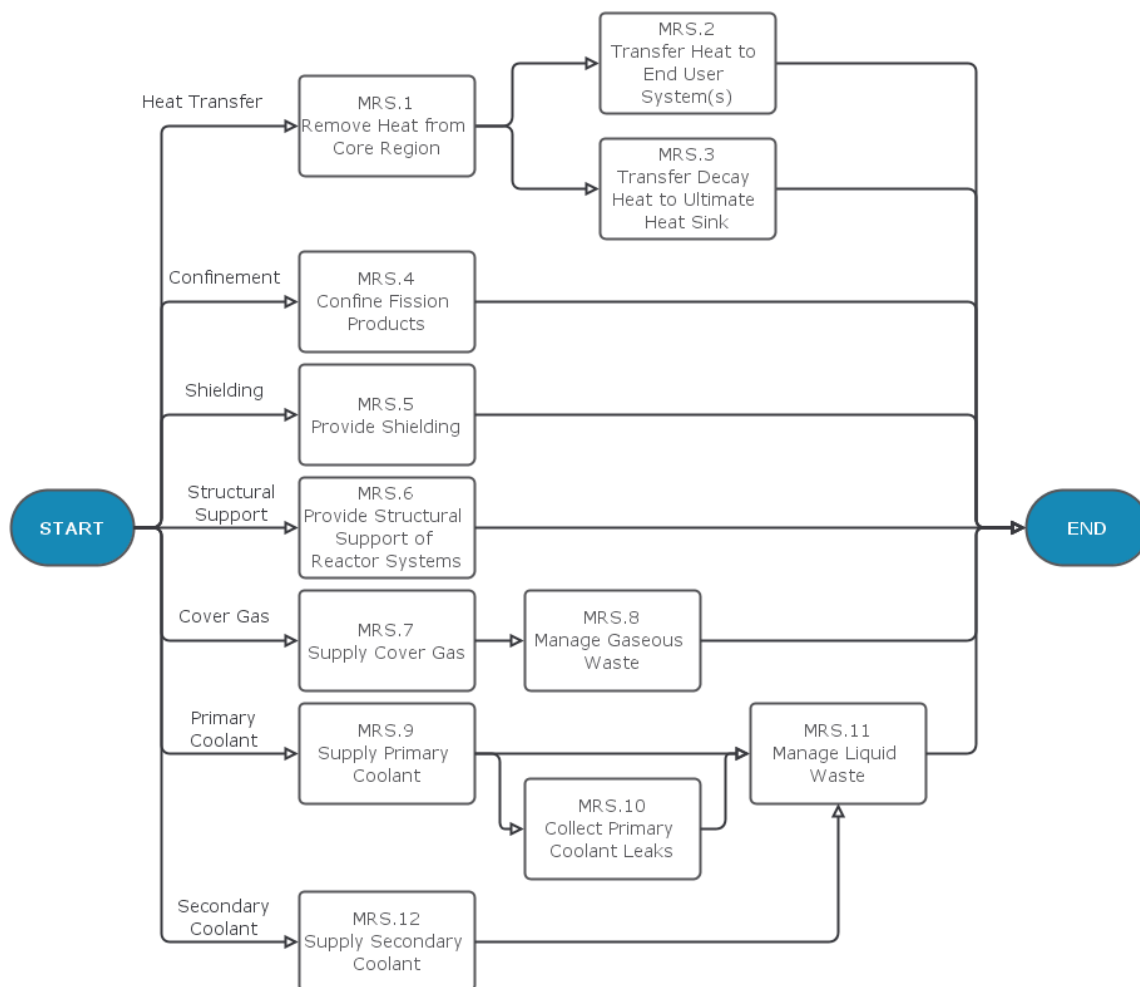 MRS.2
Transfer Heat to
End User
System(s)
Heat Transfer
MRS.1
Remove Heat from
Core Region
MRS.3
Transfer Decay
Heat to Ultimate
Heat Sink
Confinement
MRS.4
Confine Fission
Products
Shielding
MRS.5
Provide Shielding
Structural
Support
MRS.6
Provide Structural
Support of
Reactor Systems
START
END
Cover Gas
MRS.7
Supply Cover Gas
MRS.8
Manage Gaseous
Waste
Primary
Coolant
MRS.9
Supply Primary
Coolant
MRS.11
Manage Liquid
Waste
MRS.10
Collect Primary
Coolant Leaks
Secondary
Coolant
MRS.12
Supply Secondary
Coolant